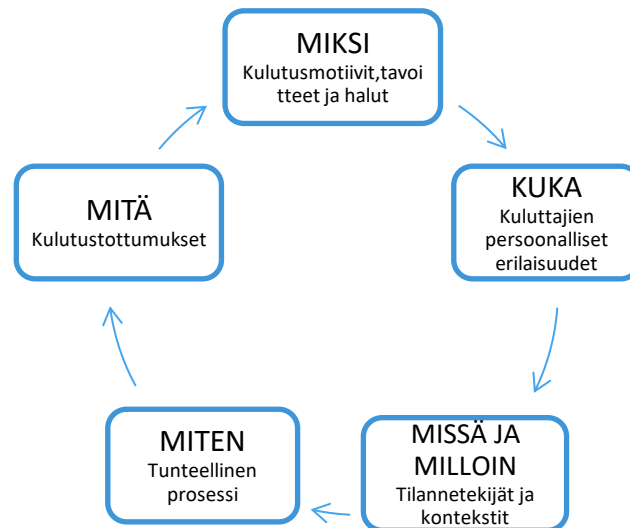 MIKSI
Kulutusmotiivit,tavoi
tteet ja halut
KUKA
Kuluttajien
persoonalliset
erilaisuudet
MISSÄ JA
MILLOIN
Tilannetekijät ja
kontekstit
MITEN
Tunteellinen
prosessi
MITÄ
Kulutustottumukset